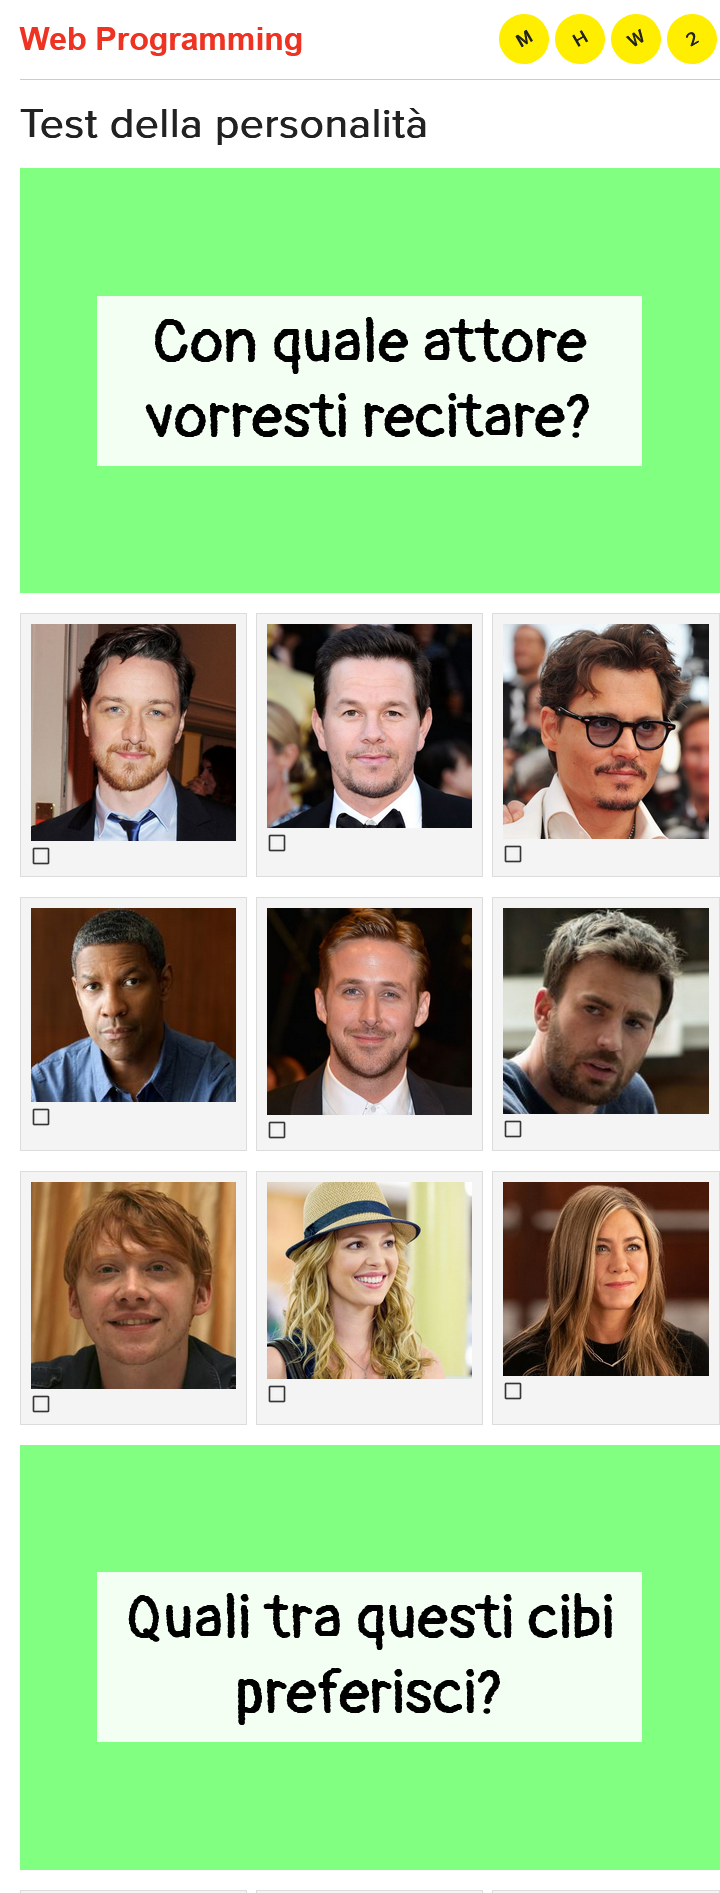 Web Programming
M H W 2
Test della personalità
Con quale attore
vorresti recitare?
Quali tra questi cibi
preferisci?